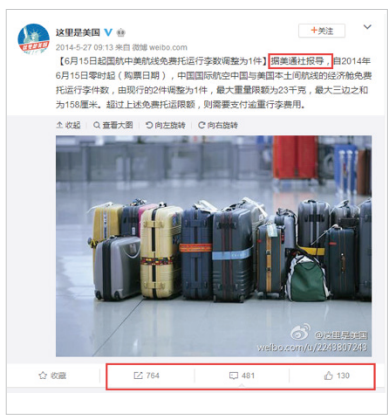 这里是美国
+关注
2014-5-27 09:13 来自 微博 weibo.com
【6月15日起国航中美航线免费托运行李数调整为1件】据美通社报导,自2014年
6月15日零时起(购票日期),中国国际航空中国与美国本土间航线的经济舱免费
托运行李件数,由现行的2件调整为1件,最大重量限额为23千克,最大三边之和
为158厘米。超过上述免费托运限额,则需要支付逾重行李费用。
收起 查看大图 向左旋转 向右旋转
@这里是美国
weibo.com/u/2243807243
收藏 764 481 130